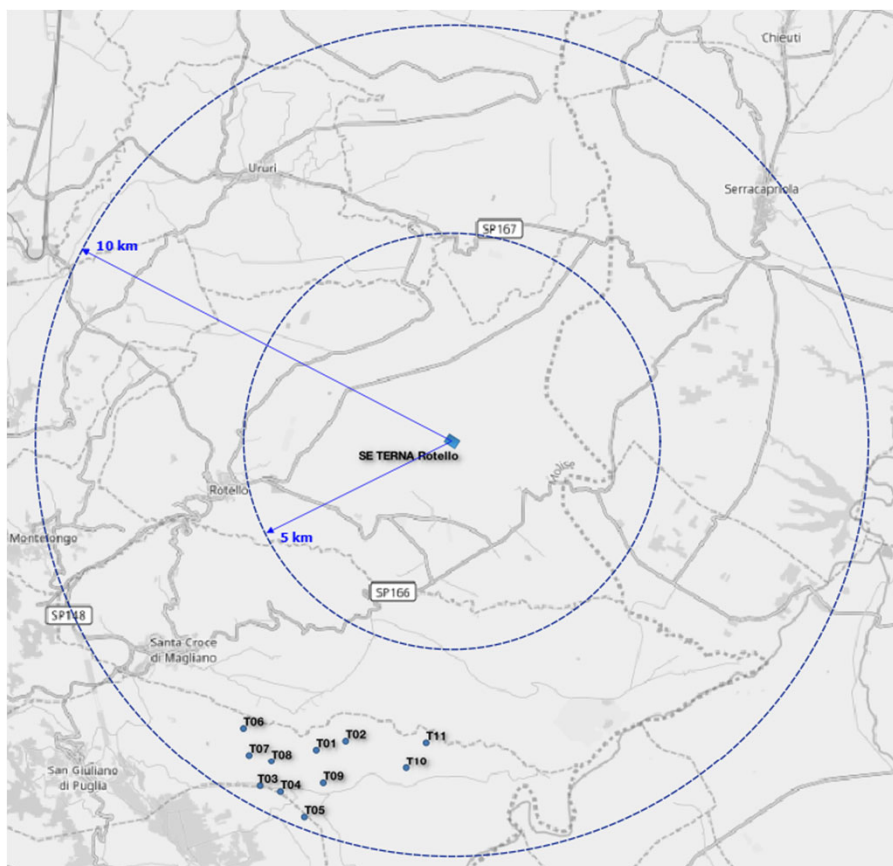 Chieuti
Ururi
Serracapriola
SP167
10 km
SE TERNA Rotello
Molise
Rotello
5 km
Montelongo
SP166
SP148
Santa Croce
di Magliano
T06
T02
T11
T01
T07
T08
T10
San Giuliano
di Puglia
T03
T04
T09
T05